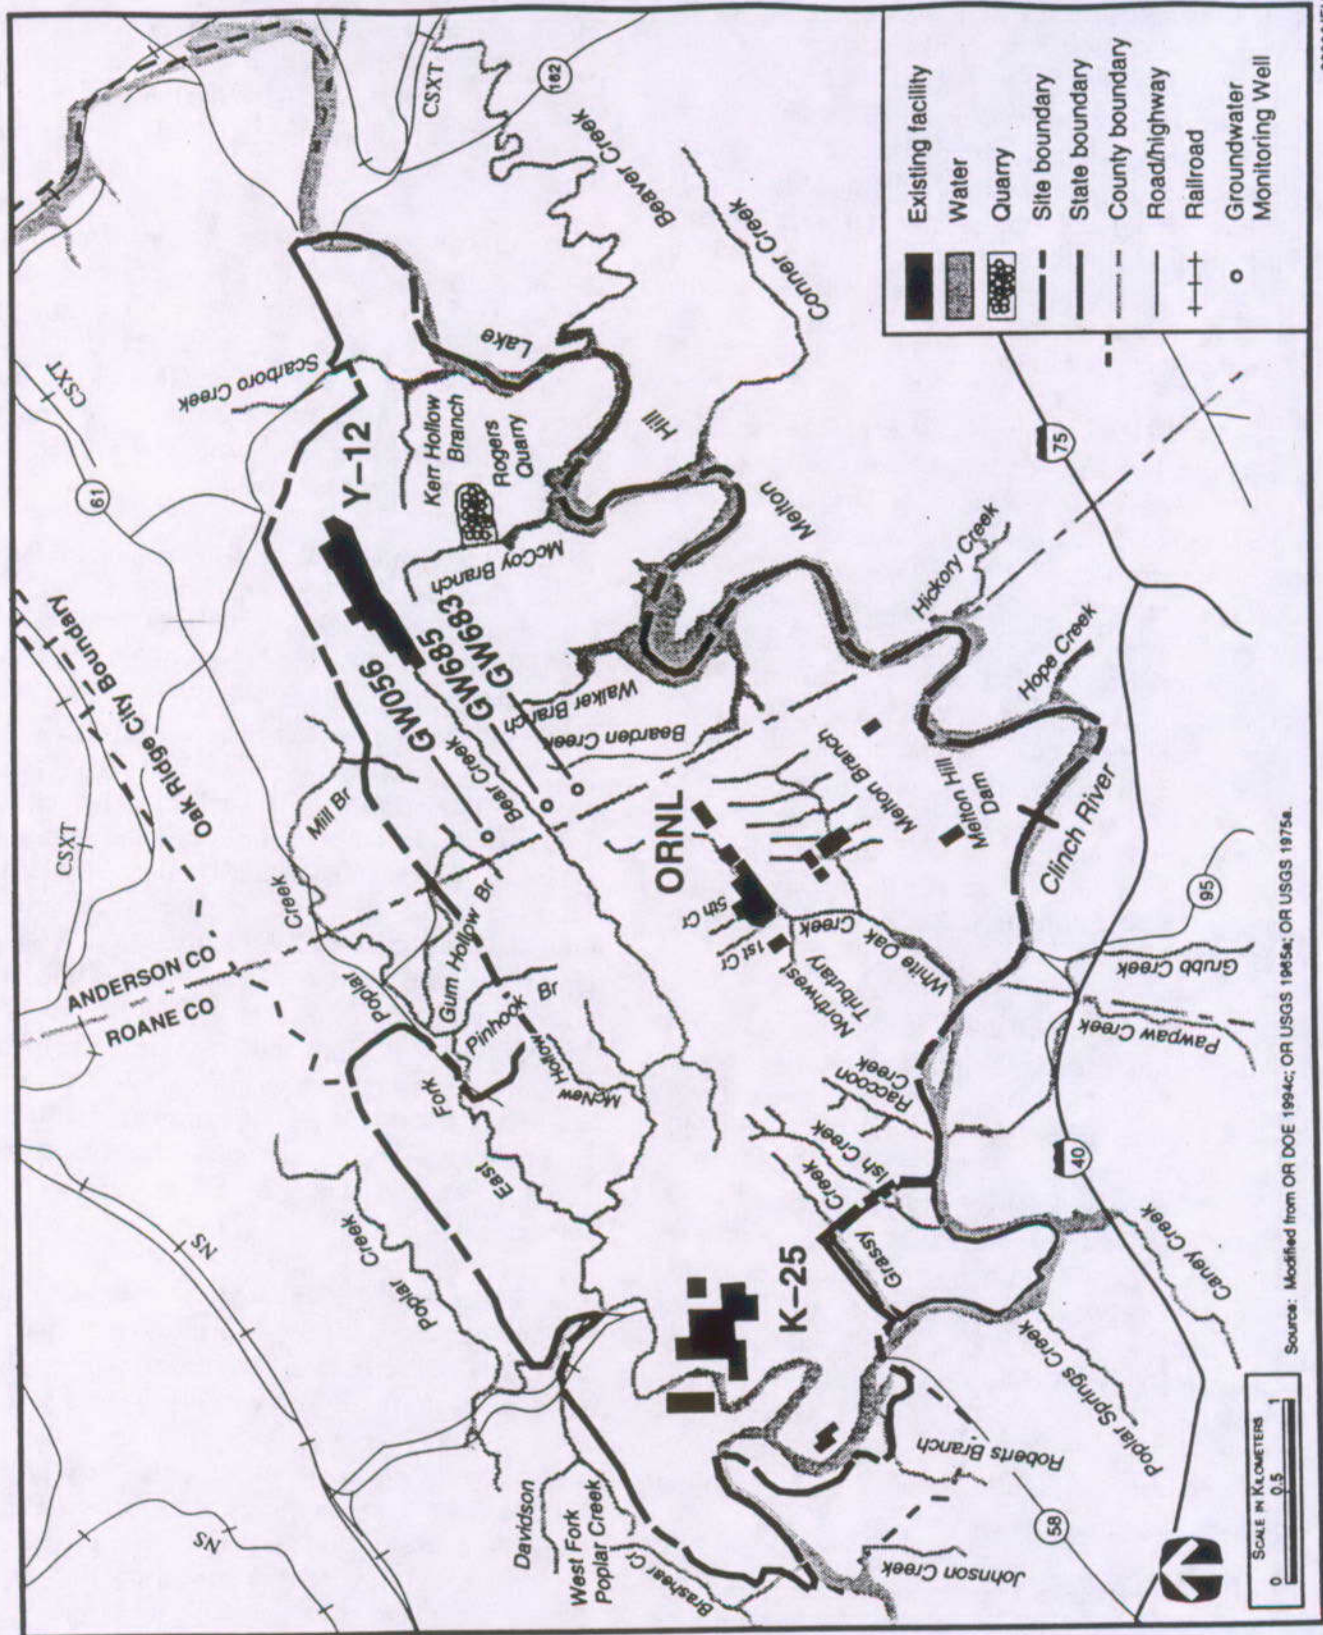 CSXT
162
Beaver Creek
Conner Creek
Scarboro Creek
CSXT
61
Lake
Hill
Melton
Y-12
Kerr Hollow
Branch
Rogers
Quarry
McCoy Branch
Oak Ridge City Boundary
CSXT
GW056
GW685
GW683
Bear Creek
Walker Branch
Bearden Creek
Mill Br
Creek
Poplar
Fork
East
ANDERSON CO
ROANE CO
Gum Hollow Br
Pinhook Br
McNew Hollow
ORNL
5th Cr
1st Cr
Northwest
Tributary
White Oak Creek
Melton Branch
Melton Hill
Dam
Clinch River
Hickory Creek
Hope Creek
75
95
Grubb Creek
Pawpaw Creek
Raccoon
Creek
Ish Creek
Grassy Creek
40
Caney Creek
Poplar Springs Creek
K-25
Poplar Creek
NS
NS
Davidson
West Fork
Poplar Creek
Brashear Cr
Roberts Branch
Johnson Creek
58
Existing facility
Water
Quarry
Site boundary
State boundary
County boundary
Road/highway
Railroad
Groundwater
Monitoring Well
SCALE IN KILOMETERS
0 0.5 1
Source: Modified from OR DOE 1994c; OR USGS 1965a; OR USGS 1975a.